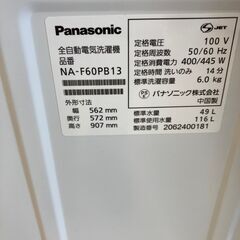 Panasonic
全自動電気洗濯機
品番
NA-F60PB13
外形寸法
幅 562 mm
奥行 572 mm
高さ 907 mm
JET
定格電圧 100 V
定格周波数 50/60 Hz
定格消費電力 400/445 W
定格時間 洗いのみ 14 分
標準質量 6.0 kg
パナソニック株式会社
中国製
標準水量 49 L
標準使用水量 116 L
製造番号 2062400181